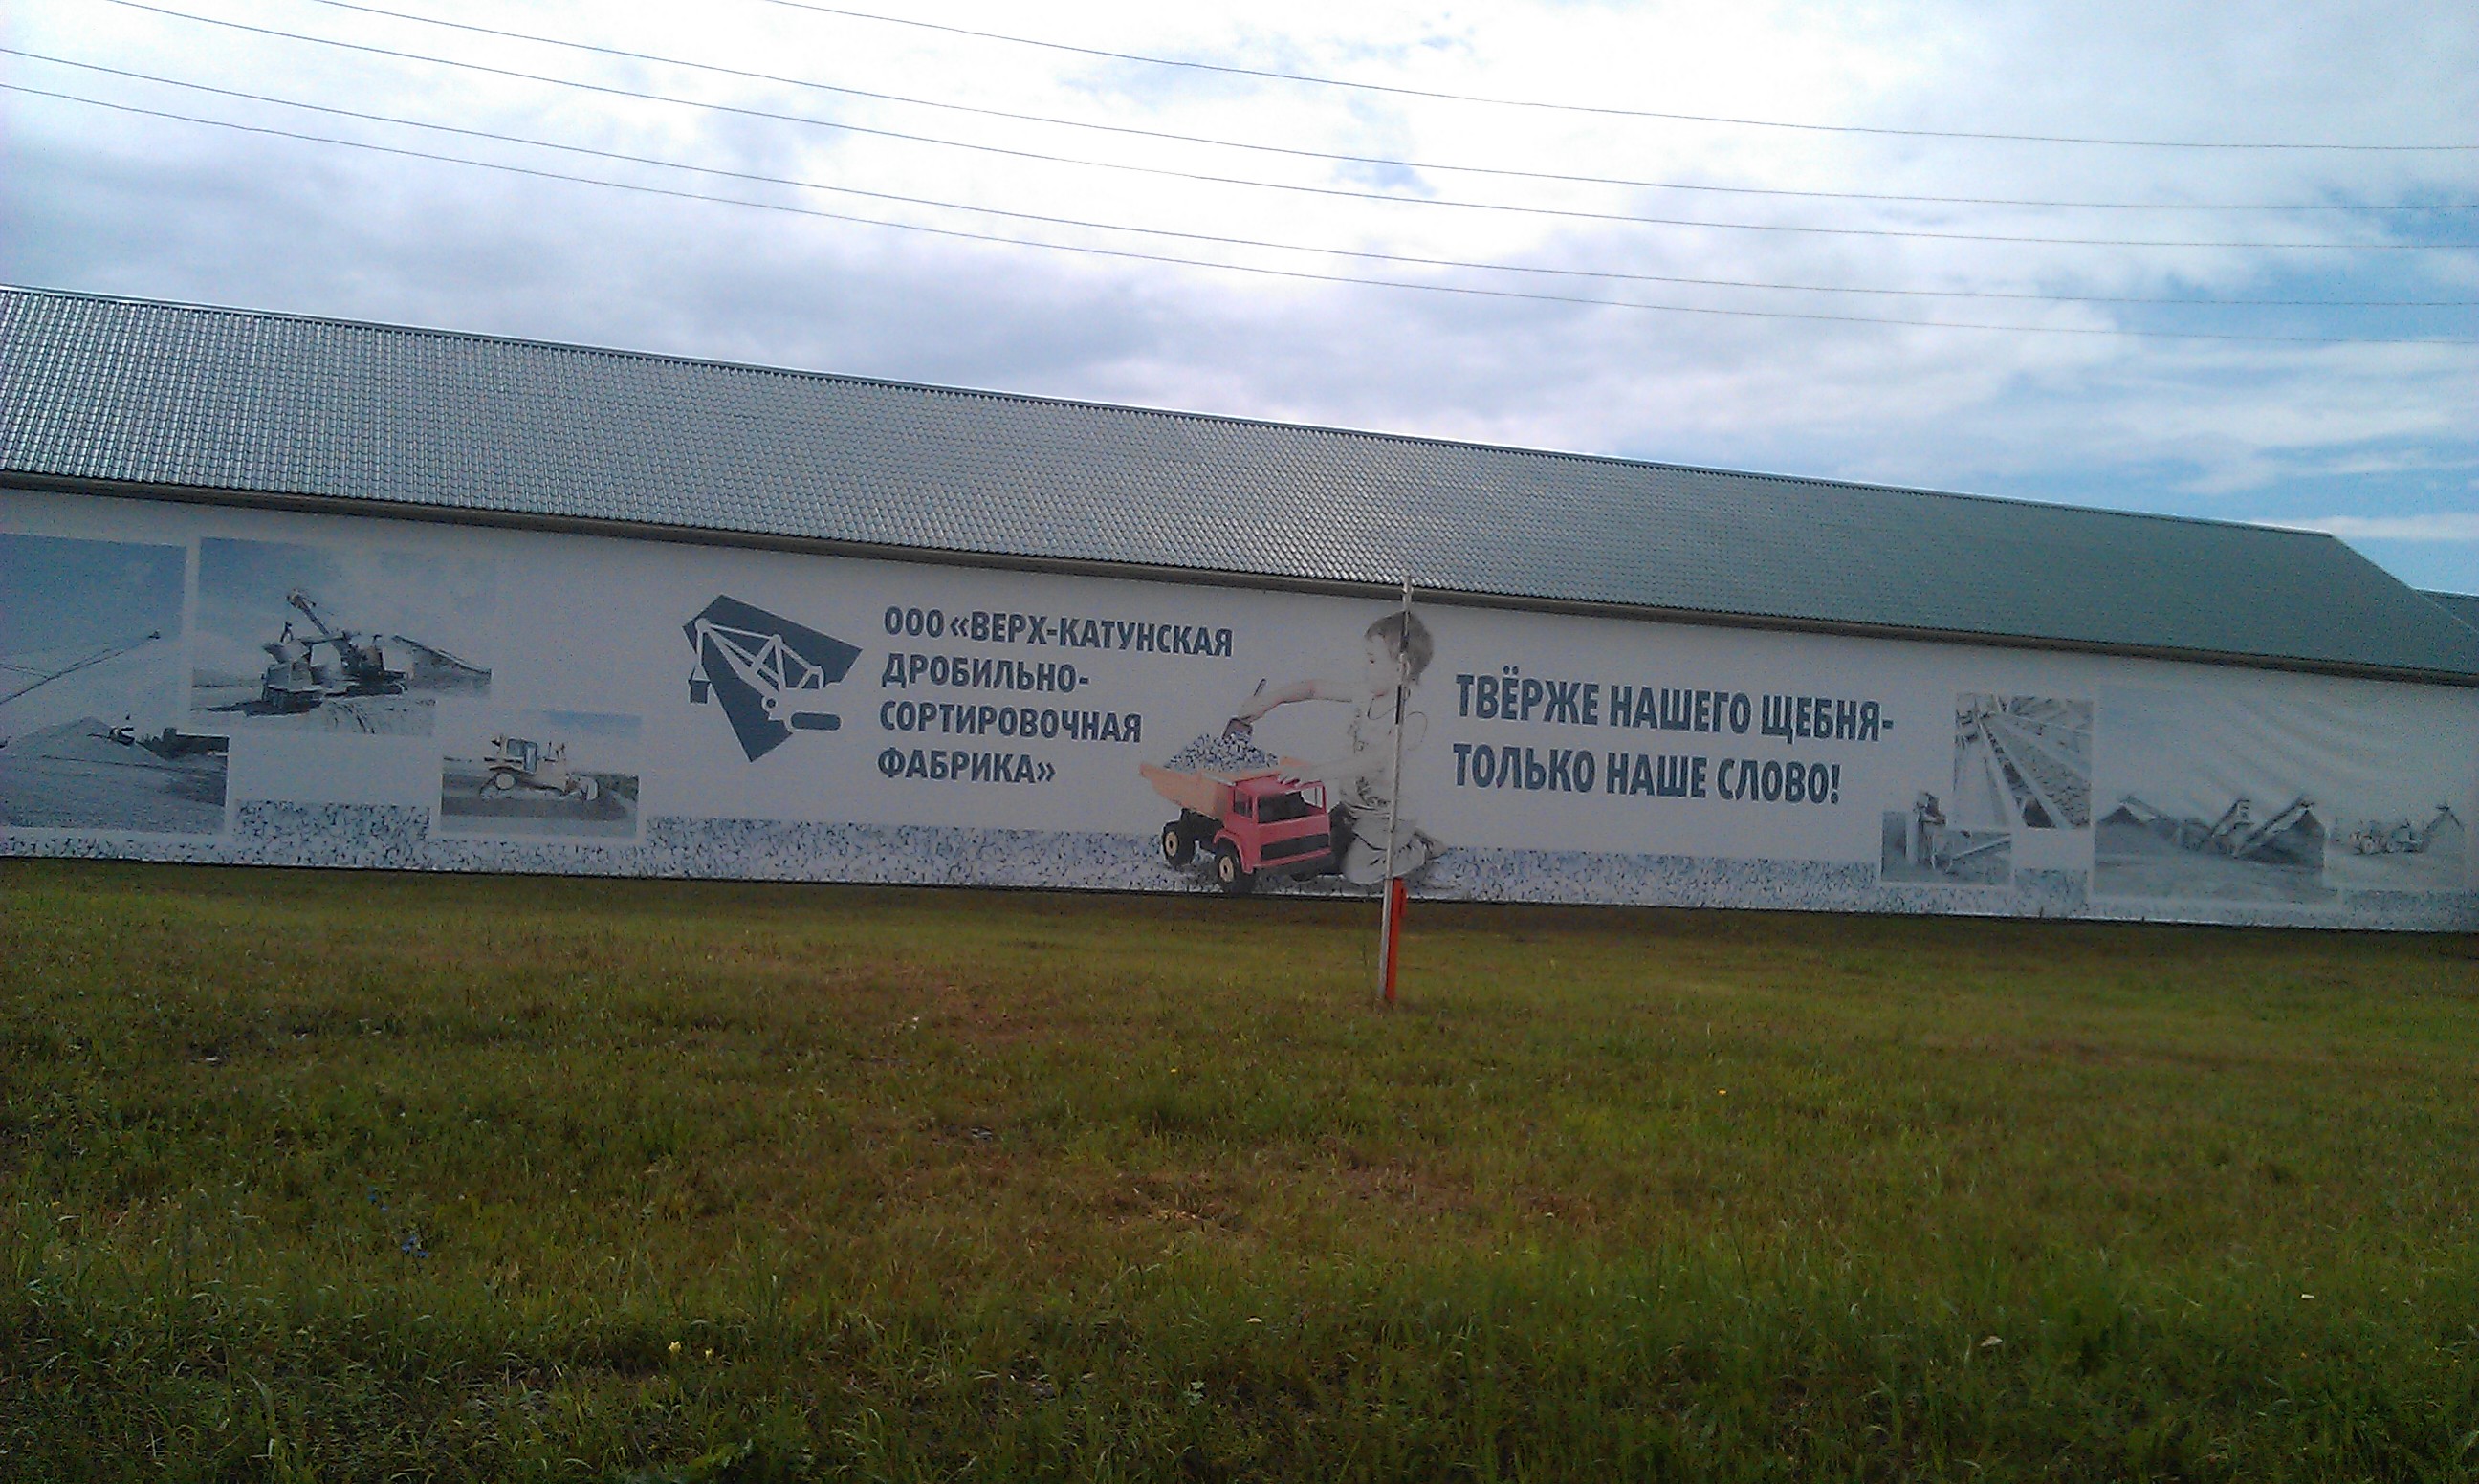 ООО «ВЕРХ-КАТУНСКАЯ
ДРОБИЛЬНО-
СОРТИРОВОЧНАЯ
ФАБРИКА»
ТВЁРЖЕ НАШЕГО ЩЕБНЯ-
ТОЛЬКО НАШЕ СЛОВО!